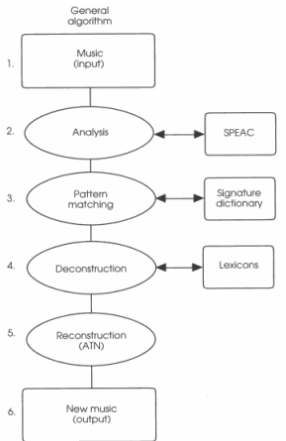 General
algorithm
1.
Music
(input)
2.
Analysis
SPEAC
3.
Pattern
matching
Signature
dictionary
4.
Deconstruction
Lexicons
5.
Reconstruction
(ATN)
6.
New music
(output)